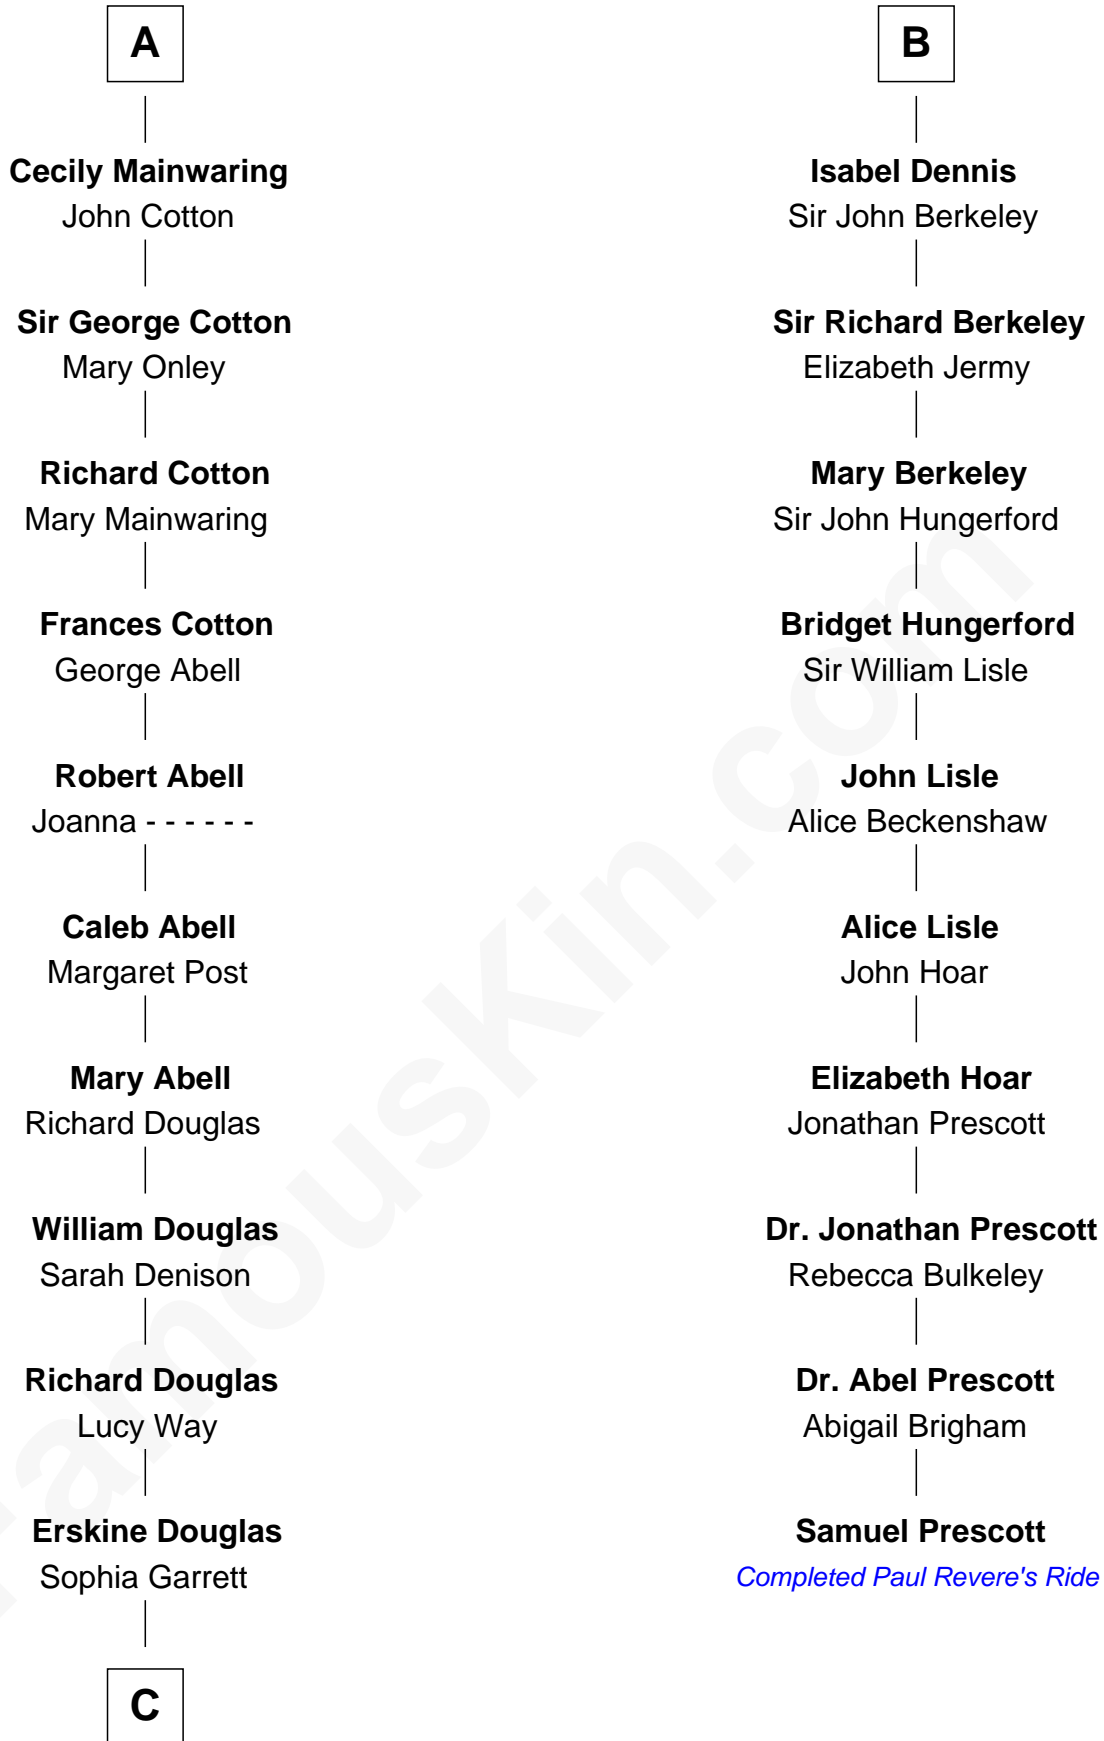 A
Cecily Mainwaring
John Cotton
Sir George Cotton
Mary Onley
Richard Cotton
Mary Mainwaring
Frances Cotton
George Abell
Robert Abell
Joanna - - - - - -
Caleb Abell
Margaret Post
Mary Abell
Richard Douglas
William Douglas
Sarah Denison
Richard Douglas
Lucy Way
Erskine Douglas
Sophia Garrett
C
B
Isabel Dennis
Sir John Berkeley
Sir Richard Berkeley
Elizabeth Jermy
Mary Berkeley
Sir John Hungerford
Bridget Hungerford
Sir William Lisle
John Lisle
Alice Beckenshaw
Alice Lisle
John Hoar
Elizabeth Hoar
Jonathan Prescott
Dr. Jonathan Prescott
Rebecca Bulkeley
Dr. Abel Prescott
Abigail Brigham
Samuel Prescott
Completed Paul Revere's Ride
FamousKin.com